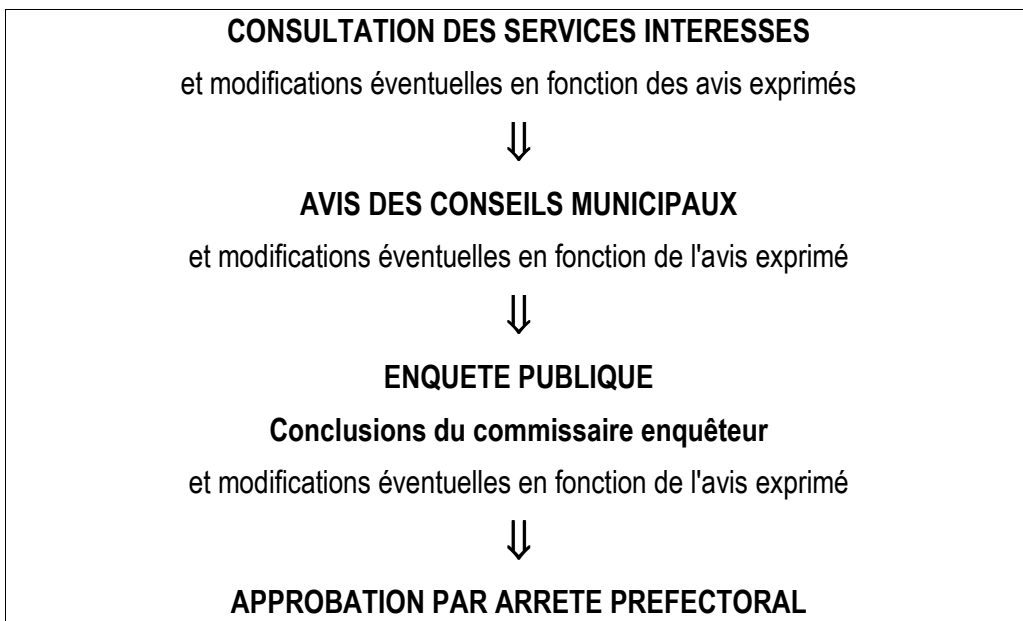 CONSULTATION DES SERVICES INTERESSES
et modifications éventuelles en fonction des avis exprimés
⇓
AVIS DES CONSEILS MUNICIPAUX
et modifications éventuelles en fonction de l'avis exprimé
⇓
ENQUETE PUBLIQUE
Conclusions du commissaire enquêteur
et modifications éventuelles en fonction de l'avis exprimé
⇓
APPROBATION PAR ARRETE PREFECTORAL